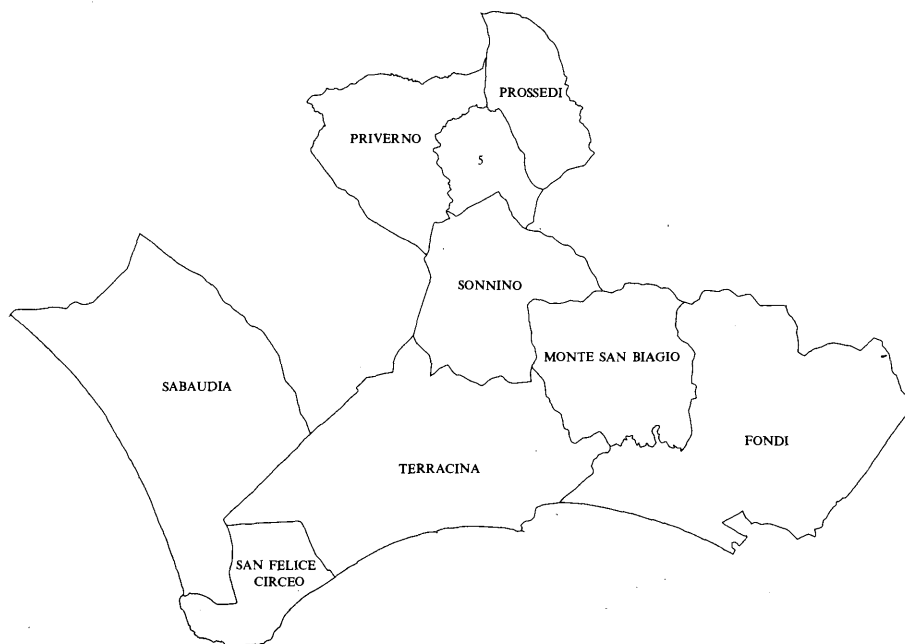 PROSSEDI
PRIVERNO
5
SONNINO
MONTE SAN BIAGIO
SABAUDIA
FONDI
TERRACINA
SAN FELICE
CIRCEO